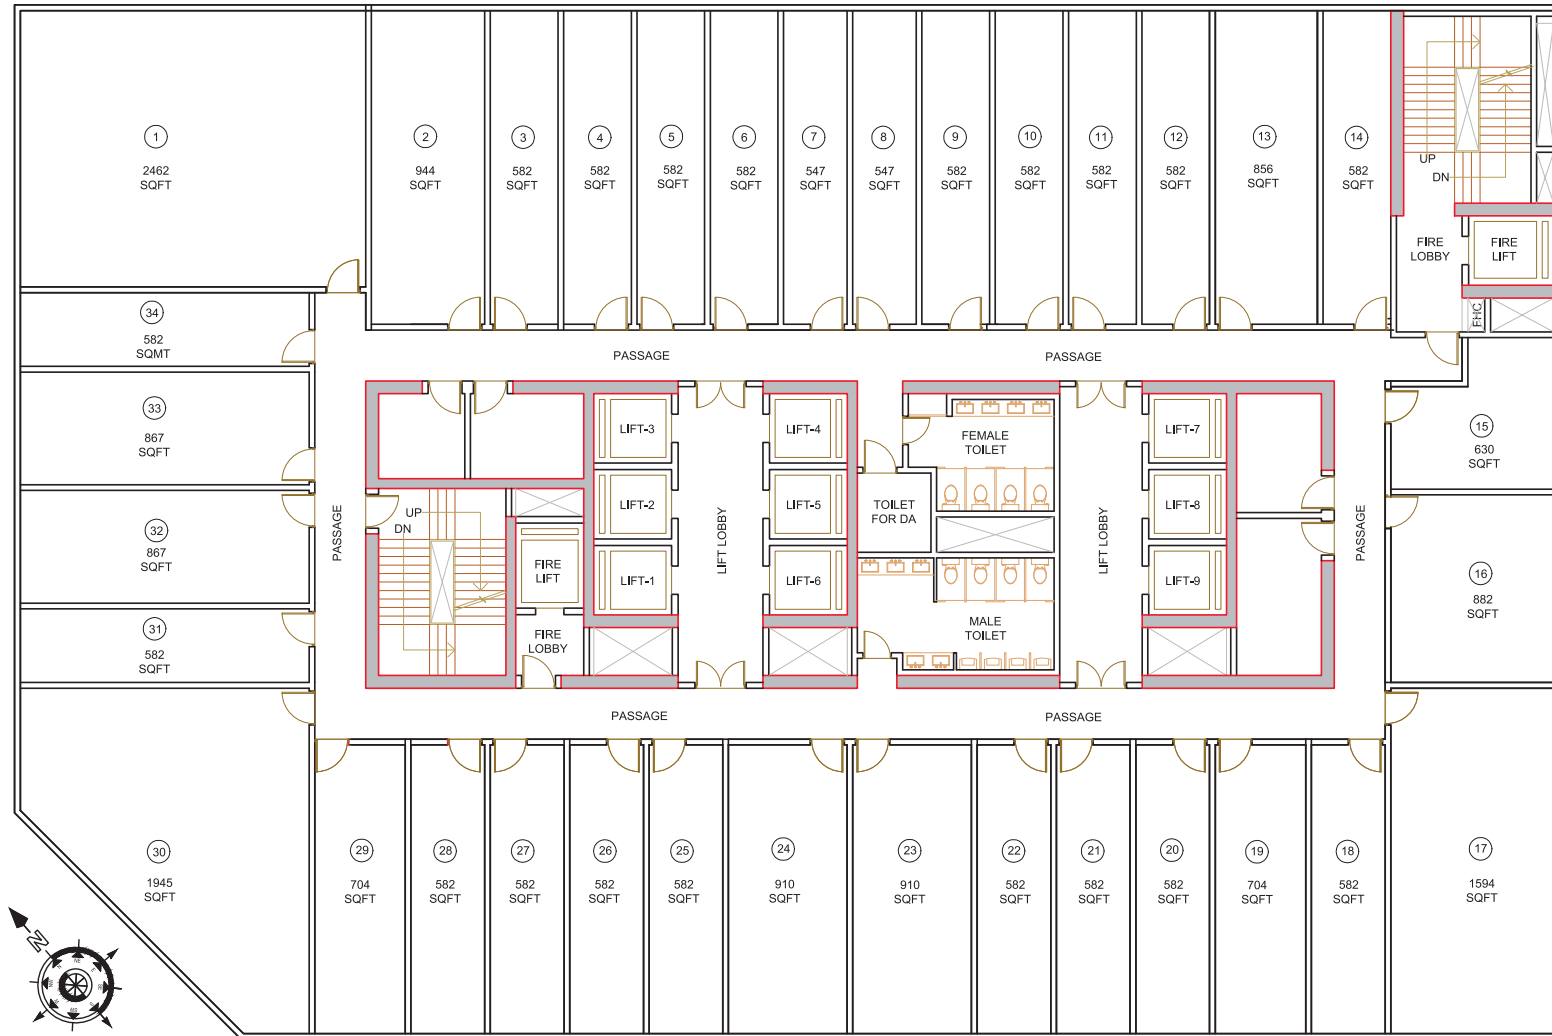 1
2462
SQFT
2
944
SQFT
3
582
SQFT
4
582
SQFT
5
582
SQFT
6
582
SQFT
7
547
SQFT
8
547
SQFT
9
582
SQFT
10
582
SQFT
11
582
SQFT
12
582
SQFT
13
856
SQFT
14
582
SQFT
UP
DN
FIRE
LOBBY
FIRE
LIFT
FHC
34
582
SQMT
PASSAGE
PASSAGE
33
867
SQFT
LIFT-3
LIFT-4
FEMALE
TOILET
LIFT-7
15
630
SQFT
32
867
SQFT
PASSAGE
UP
DN
LIFT-2
LIFT LOBBY
LIFT-5
TOILET
FOR DA
LIFT LOBBY
LIFT-8
PASSAGE
FIRE
LIFT
LIFT-1
LIFT-6
LIFT-9
16
882
SQFT
31
582
SQFT
FIRE
LOBBY
MALE
TOILET
PASSAGE
PASSAGE
30
1945
SQFT
29
704
SQFT
28
582
SQFT
27
582
SQFT
26
582
SQFT
25
582
SQFT
24
910
SQFT
23
910
SQFT
22
582
SQFT
21
582
SQFT
20
582
SQFT
19
704
SQFT
18
582
SQFT
17
1594
SQFT
N
NE
E
SE
S
SW
W
NW